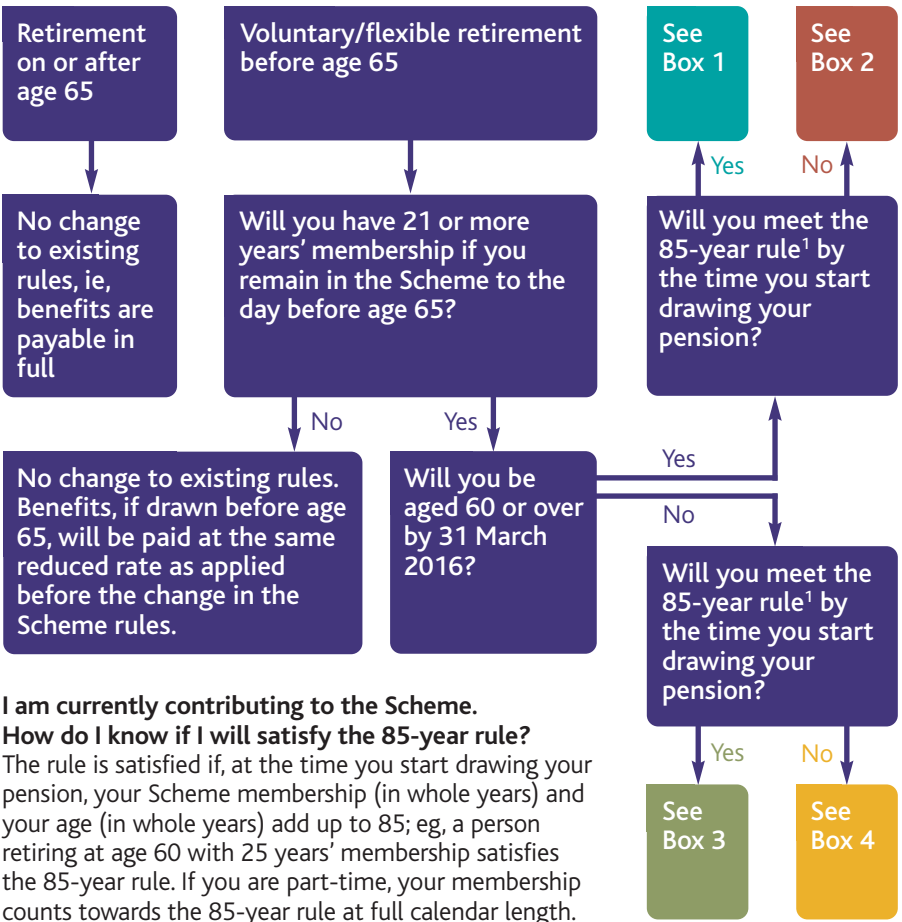 Retirement
on or after
age 65
No change
to existing
rules, ie,
benefits are
payable in
full
Voluntary/flexible retirement
before age 65
Will you have 21 or more
years’ membership if you
remain in the Scheme to the
day before age 65?
No
Yes
No change to existing rules.
Benefits, if drawn before age
65, will be paid at the same
reduced rate as applied
before the change in the
Scheme rules.
Will you be
aged 60 or over
by 31 March
2016?
Yes
No
See
Box 1
See
Box 2
Yes
No
Will you meet the
85-year rule¹ by
the time you start
drawing your
pension?
Will you meet the
85-year rule¹ by
the time you start
drawing your
pension?
Yes
No
See
Box 3
See
Box 4
I am currently contributing to the Scheme.
How do I know if I will satisfy the 85-year rule?
The rule is satisfied if, at the time you start drawing your
pension, your Scheme membership (in whole years) and
your age (in whole years) add up to 85; eg, a person
retiring at age 60 with 25 years’ membership satisfies
the 85-year rule. If you are part-time, your membership
counts towards the 85-year rule at full calendar length.